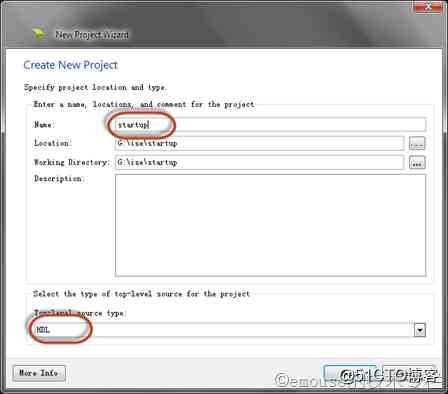 New Project Wizard
Create New Project
Specify project location and type.
Enter a name, locations, and comment for the project
Name: startup
Location: G:\ise\startup ...
Working Directory: G:\ise\startup ...
Description:
Select the type of top-level source for the project
Top-level source type:
HDL
More Info
©emouse
@51CTO博客